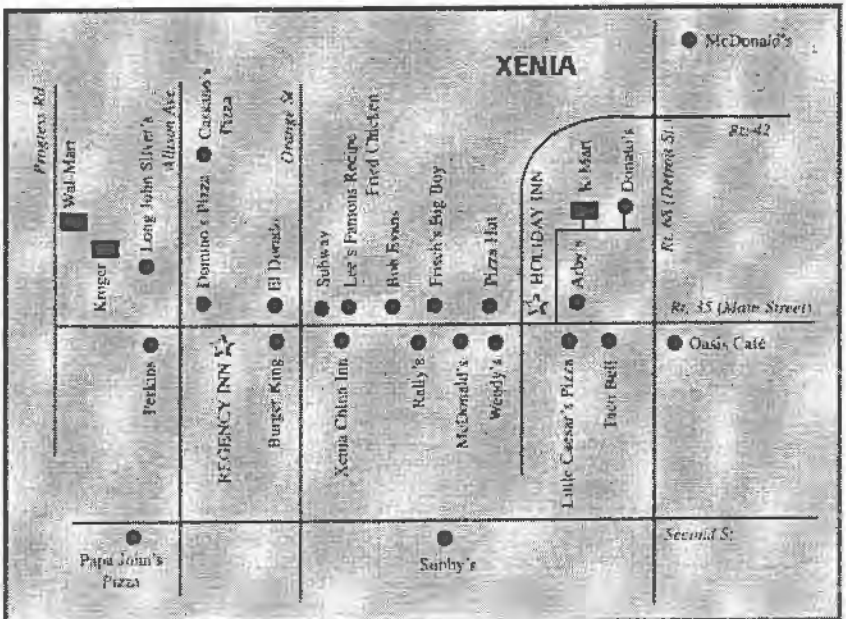 XENIA
McDonald's
Progress Rd.
Wal-Mart
Kroger
Long John Silver's
Allison Ave.
Cassano's
Pizza
Domino's Pizza
El Dorado
Orange St.
Subway
Lee's Famous Recipe
Fried Chicken
Bob Evans
Frisch's Big Boy
Pizza Hut
HOLIDAY INN
Arby's
K-Mart
Donato's
Rt. 68 (Detroit St.)
Rt. 42
Rt. 35 (Main Street)
Perkins
REGENCY INN
Burger King
Xenia China Inn
Rally's
McDonald's
Wendy's
Little Caesar's Pizza
Taco Bell
Oasis Café
Papa John's
Pizza
Second St.